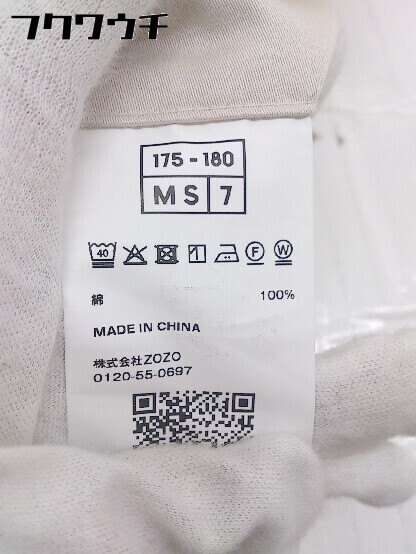 フクワウチ
175 - 180
M S 7
40 F W
綿 100%
MADE IN CHINA
株式会社ZOZO
0120-55-0697